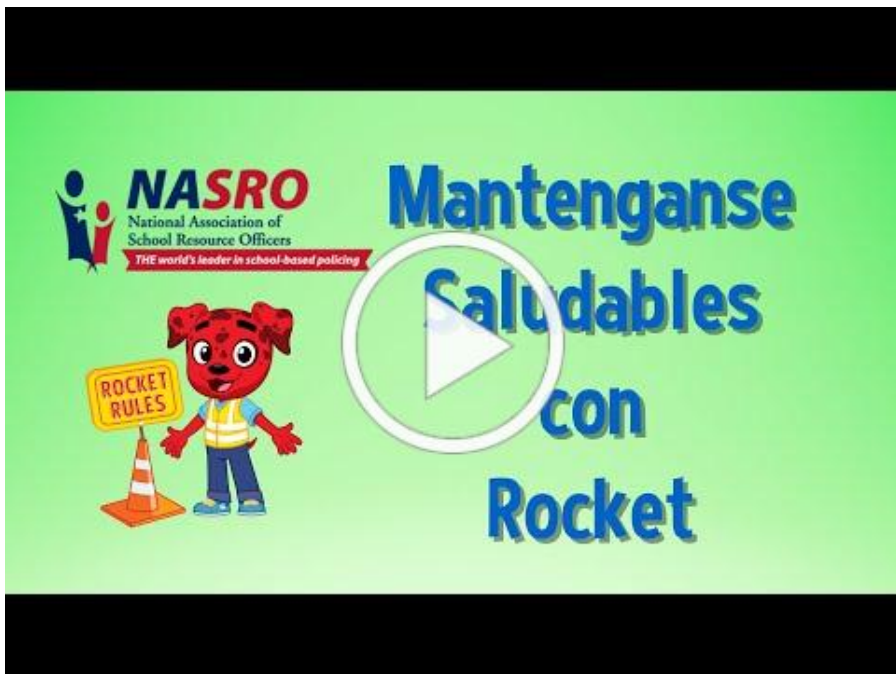 NASRO
National Association of
School Resource Officers
THE world's leader in school-based policing
ROCKET
RULES
Mantenganse
Saludables
con
Rocket